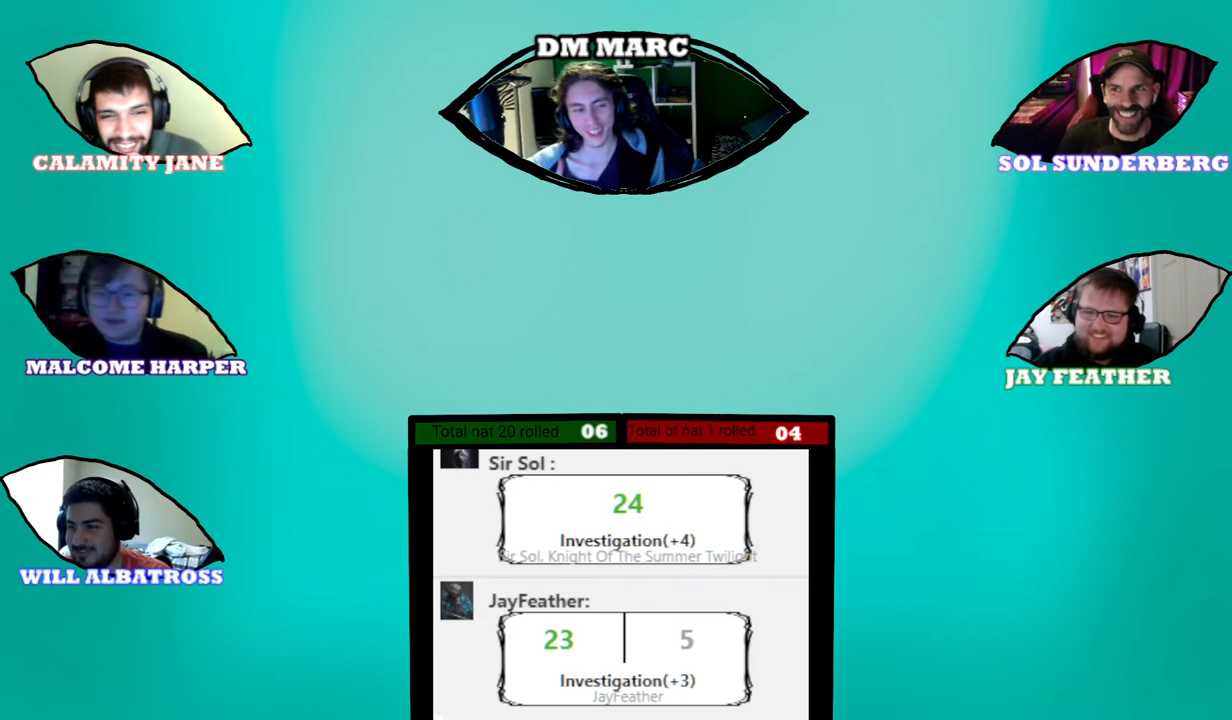 DM MARC
CALAMITY JANE
SOL SUNDERBERG
MALCOME HARPER
JAY FEATHER
WILL ALBATROSS
Total nat 20 rolled 06
Total of nat 1 rolled 04
Sir Sol :
24
Investigation(+4)
Sir Sol, Knight Of The Summer Twilight
JayFeather:
23 5
Investigation(+3)
JayFeather